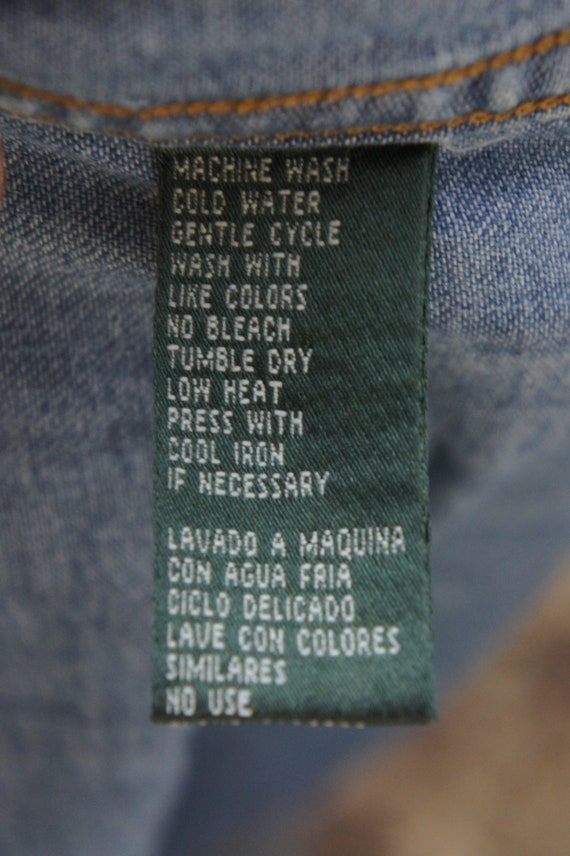 MACHINE WASH
COLD WATER
GENTLE CYCLE
WASH WITH
LIKE COLORS
NO BLEACH
TUMBLE DRY
LOW HEAT
PRESS WITH
COOL IRON
IF NECESSARY
LAVADO A MAQUINA
CON AGUA FRIA
CICLO DELICADO
LAVE CON COLORES
SIMILARES
NO USE